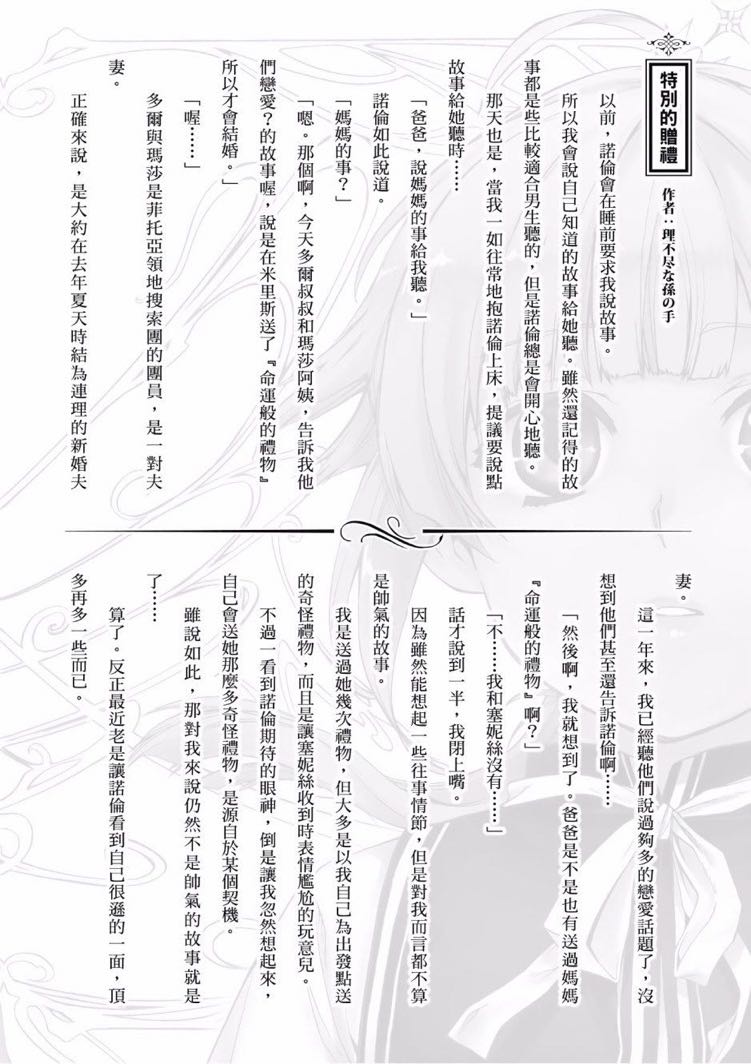 特別的贈禮
作者：理不尽な孫の手
以前，諾倫會在睡前要求我說故事。
所以我會說自己知道的故事給她聽。雖然還記得的故
事都是些比較適合男生聽的，但是諾倫總是會開心地聽。
那天也是，當我一如往常地抱諾倫上床，提議要說點
故事給她聽時……
「爸爸，說媽媽的事給我聽。」
諾倫如此說道。
「媽媽的事？」
「嗯。那個啊，今天多爾叔叔和瑪莎阿姨，告訴我他
們戀愛？的故事喔，說是在米里斯送了『命運般的禮物』
所以才會結婚。」
「喔……」
多爾與瑪莎是菲托亞領地搜索團的團員，是一對夫
妻。
正確來說，是大約在去年夏天時結為連理的新婚夫
妻。
這一年來，我已經聽他們說過夠多的戀愛話題了，沒
想到他們甚至還告訴諾倫啊……
「然後啊，我就想到了。爸爸是不是也有送過媽媽
『命運般的禮物』啊？」
「不……我和塞妮絲沒有……」
話才說到一半，我閉上嘴。
因為雖然能想起一些往事情節，但是對我而言都不算
是帥氣的故事。
我是送過她幾次禮物，但大多是以我自己為出發點送
的奇怪禮物，而且是讓塞妮絲收到時表情尷尬的玩意兒。
不過一看到諾倫期待的眼神，倒是讓我忽然想起來，
自己會送她那麼多奇怪禮物，是源自於某個契機。
雖說如此，那對我來說仍然不是帥氣的故事就是
了……
算了。反正最近老是讓諾倫看到自己很遜的一面，頂
多再多一些而已。